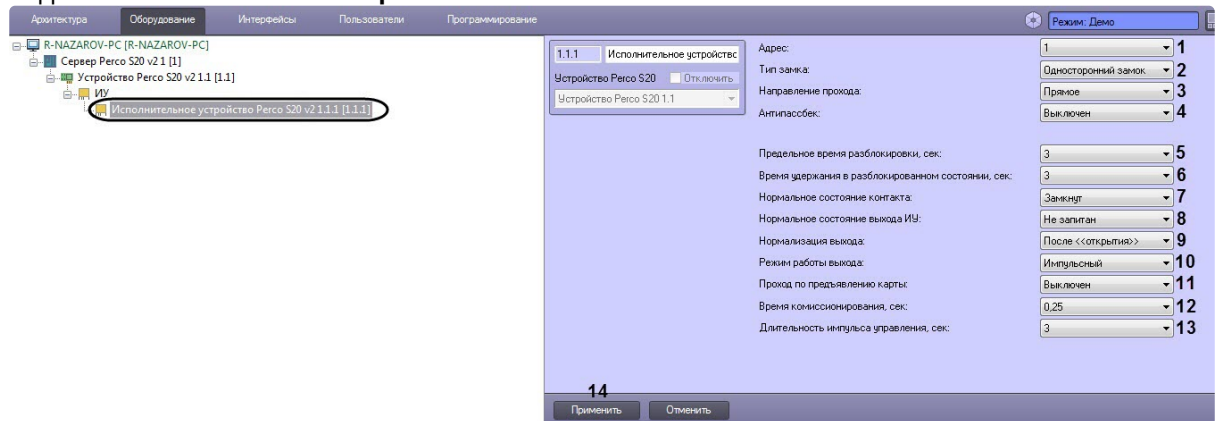 Архитектура Оборудование Интерфейсы Пользователи Программирование Режим: Демо
R-NAZAROV-PC [R-NAZAROV-PC]
Сервер Perco S20 v2 1 [1]
Устройство Perco S20 v2 1.1 [1.1]
ИУ
Исполнительное устройство Perco S20 v2 1.1.1 [1.1.1]
1.1.1 Исполнительное устройство
Устройство Perco S20 Отключить
Устройство Perco S20 1.1
Адрес: 1 1
Тип замка: Односторонний замок 2
Направление прохода: Прямое 3
Антипассбек: Выключен 4
Предельное время разблокировки, сек: 3 5
Время удержания в разблокированном состоянии, сек: 3 6
Нормальное состояние контакта: Замкнут 7
Нормальное состояние выхода ИУ: Не запитан 8
Нормализация выхода: После <<открытия>> 9
Режим работы выхода: Импульсный 10
Проход по предъявлению карты: Выключен 11
Время комиссионирования, сек: 0,25 12
Длительность импульса управления, сек: 3 13
14
Применить Отменить